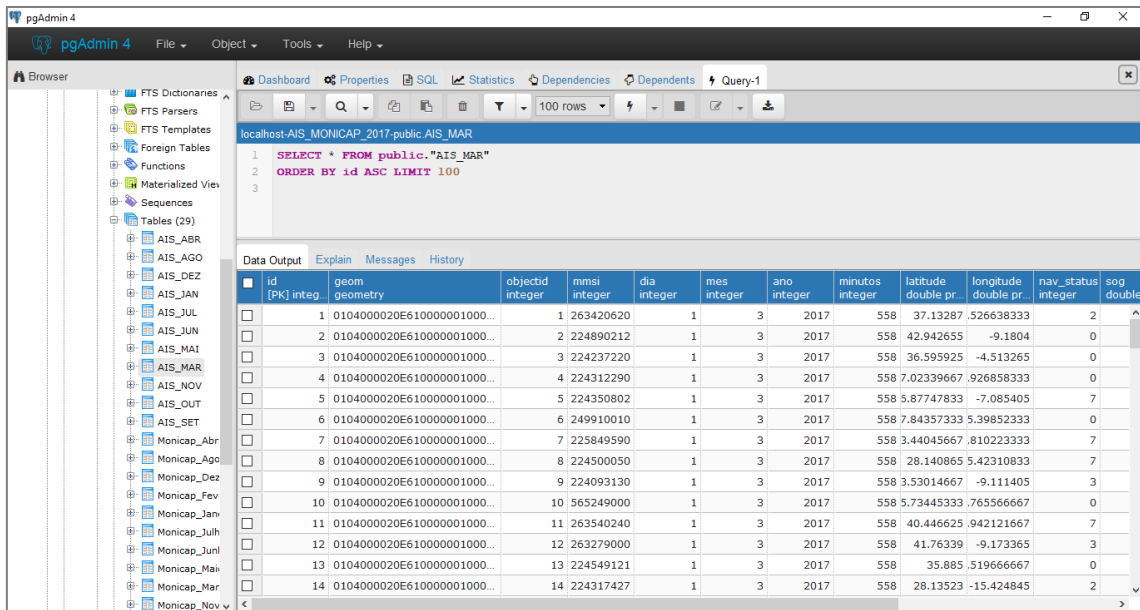 pgAdmin 4
pgAdmin 4 File Object Tools Help
Browser
Dashboard Properties SQL Statistics Dependencies Dependents Query-1
FTS Dictionaries
FTS Parsers
FTS Templates
Foreign Tables
Functions
Materialized View
Sequences
Tables (29)
AIS_ABR
AIS_AGO
AIS_DEZ
AIS_JAN
AIS_JUL
AIS_JUN
AIS_MAI
AIS_MAR
AIS_NOV
AIS_OUT
AIS_SET
Monicap_Abr
Monicap_Ago
Monicap_Dez
Monicap_Fev
Monicap_Jan
Monicap_Julh
Monicap_Junl
Monicap_Mai
Monicap_Mar
Monicap_Nov
100 rows
localhost-AIS_MONICAP_2017-public.AIS_MAR
1 SELECT * FROM public."AIS_MAR"
2 ORDER BY id ASC LIMIT 100
3
Data Output Explain Messages History
id geom objectid mmsi dia mes ano minutos latitude longitude nav_status sog
[PK] integ... geometry integer integer integer integer integer integer double pr... double pr... integer double
1 0104000020E610000001000... 1 263420620 1 3 2017 558 37.13287 .526638333 2
2 0104000020E610000001000... 2 224890212 1 3 2017 558 42.942655 -9.1804 0
3 0104000020E610000001000... 3 224237220 1 3 2017 558 36.595925 -4.513265 0
4 0104000020E610000001000... 4 224312290 1 3 2017 558 7.02339667 .926858333 0
5 0104000020E610000001000... 5 224350802 1 3 2017 558 5.87747833 -7.085405 7
6 0104000020E610000001000... 6 249910010 1 3 2017 558 7.84357333 5.39852333 0
7 0104000020E610000001000... 7 225849590 1 3 2017 558 3.44045667 .810223333 7
8 0104000020E610000001000... 8 224500050 1 3 2017 558 28.140865 5.42310833 7
9 0104000020E610000001000... 9 224093130 1 3 2017 558 3.53014667 -9.111405 3
10 0104000020E610000001000... 10 565249000 1 3 2017 558 5.73445333 .765566667 0
11 0104000020E610000001000... 11 263540240 1 3 2017 558 40.446625 .942121667 7
12 0104000020E610000001000... 12 263279000 1 3 2017 558 41.76339 -9.173365 3
13 0104000020E610000001000... 13 224549121 1 3 2017 558 35.885 .519666667 0
14 0104000020E610000001000... 14 224317427 1 3 2017 558 28.13523 -15.424845 2